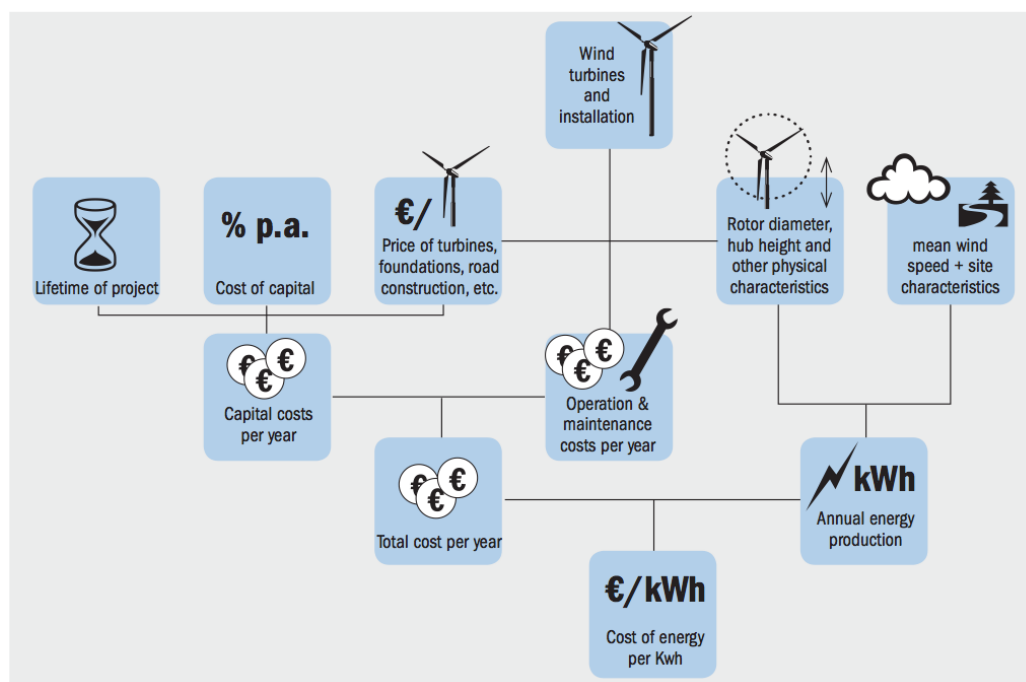 Wind
turbines
and
installation
€/
% p.a.
Lifetime of project
Cost of capital
Price of turbines,
foundations, road
construction, etc.
Rotor diameter,
hub height and
other physical
characteristics
mean wind
speed + site
characteristics
€ € €
Capital costs
per year
€ € €
Operation &
maintenance
costs per year
€ € €
Total cost per year
kWh
Annual energy
production
€/kWh
Cost of energy
per Kwh